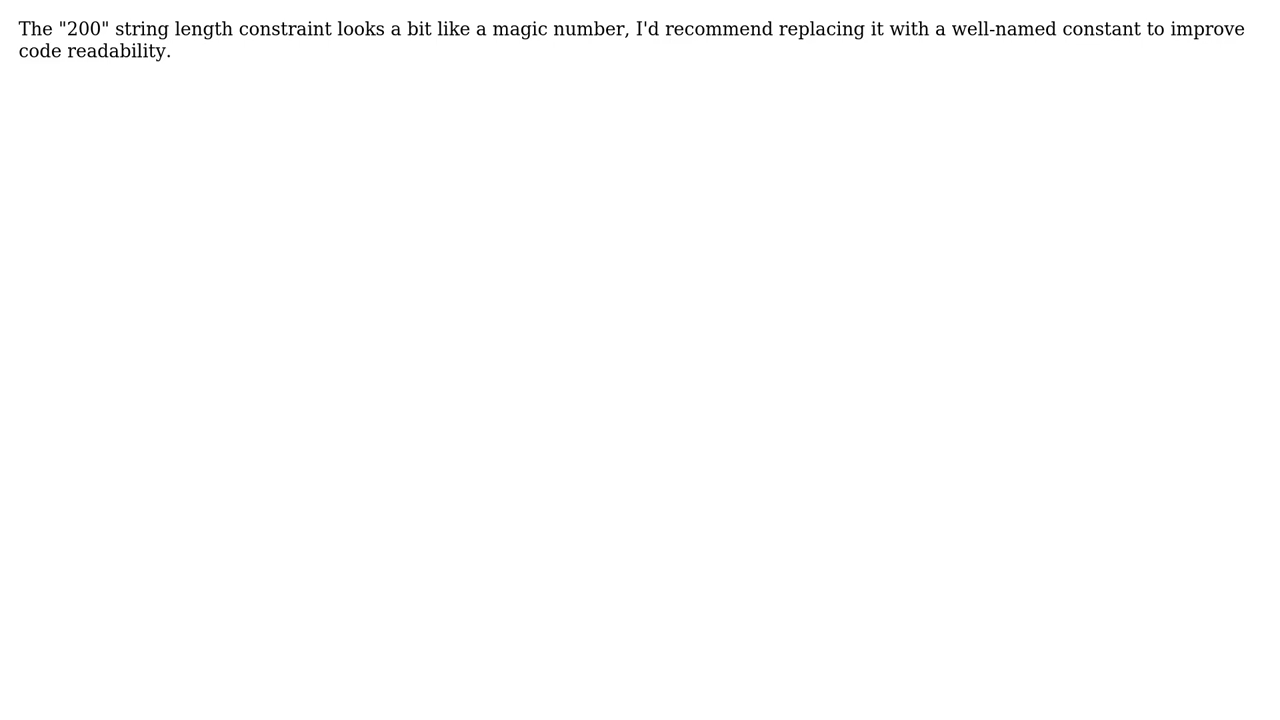 The "200" string length constraint looks a bit like a magic number, I'd recommend replacing it with a well-named constant to improve
code readability.